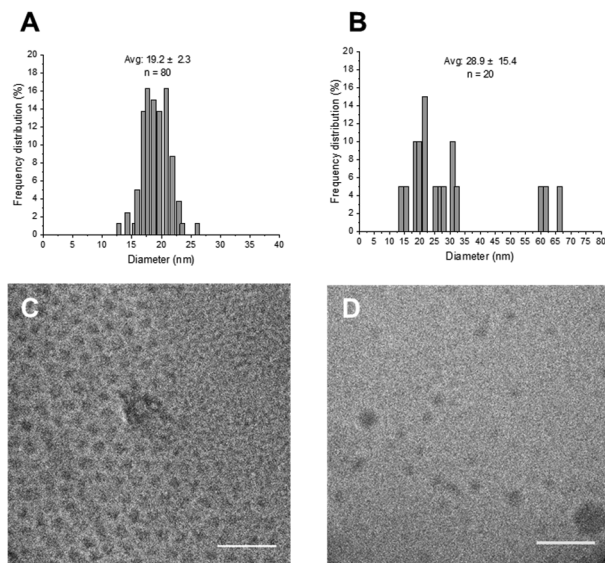 A
Avg: 19.2 ± 2.3
n = 80
Frequency distribution (%)
20
18
16
14
12
10
8
6
4
2
0
0 5 10 15 20 25 30 35 40
Diameter (nm)
B
Avg: 28.9 ± 15.4
n = 20
Frequency distribution (%)
20
18
16
14
12
10
8
6
4
2
0
0 5 10 15 20 25 30 35 40 45 50 55 60 65 70 75 80
Diameter (nm)
C
D